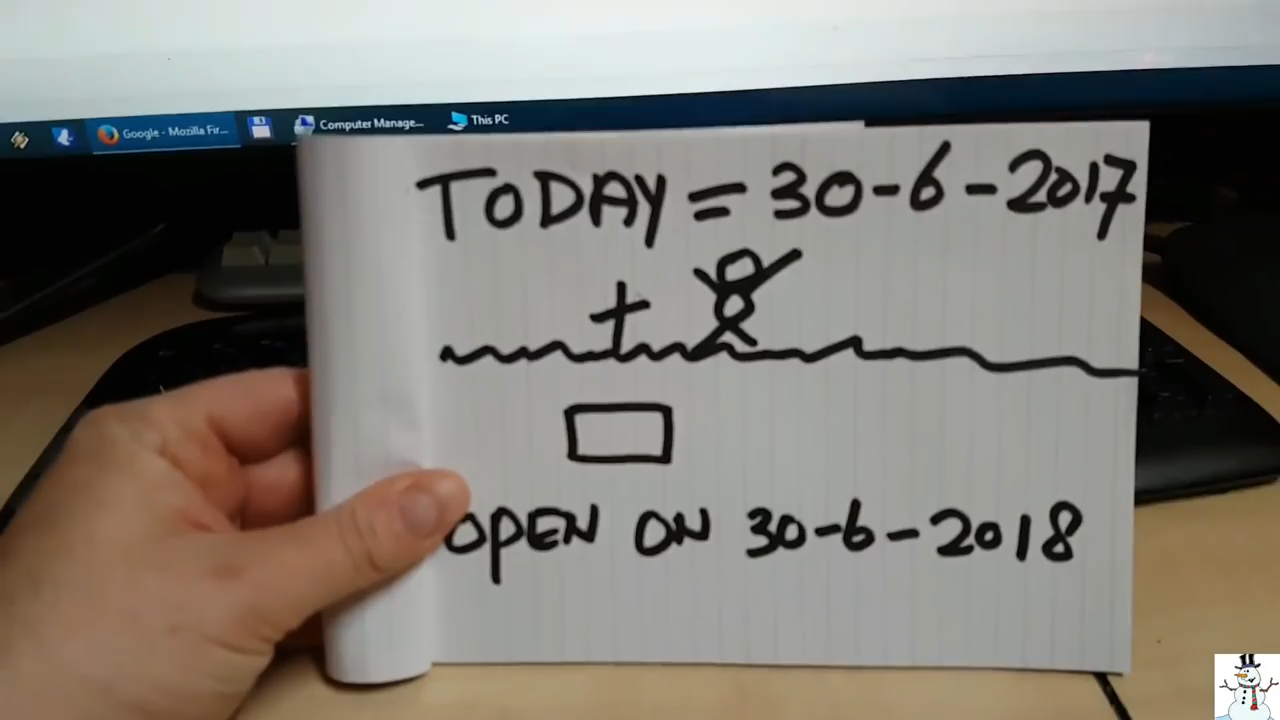 Google - Mozilla Fir... Computer Manage... This PC
TODAY = 30-6-2017
OPEN ON 30-6-2018